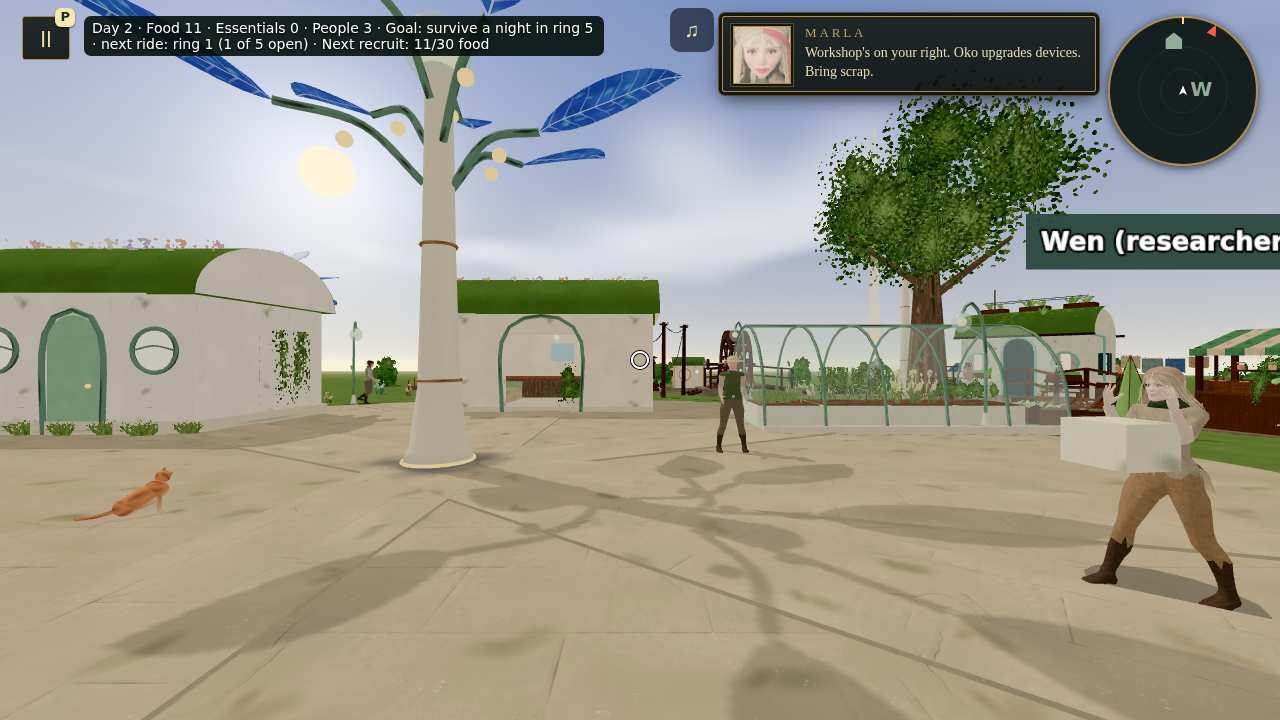 P
Day 2 · Food 11 · Essentials 0 · People 3 · Goal: survive a night in ring 5
· next ride: ring 1 (1 of 5 open) · Next recruit: 11/30 food
MARLA
Workshop's on your right. Oko upgrades devices.
Bring scrap.
W
Wen (researcher